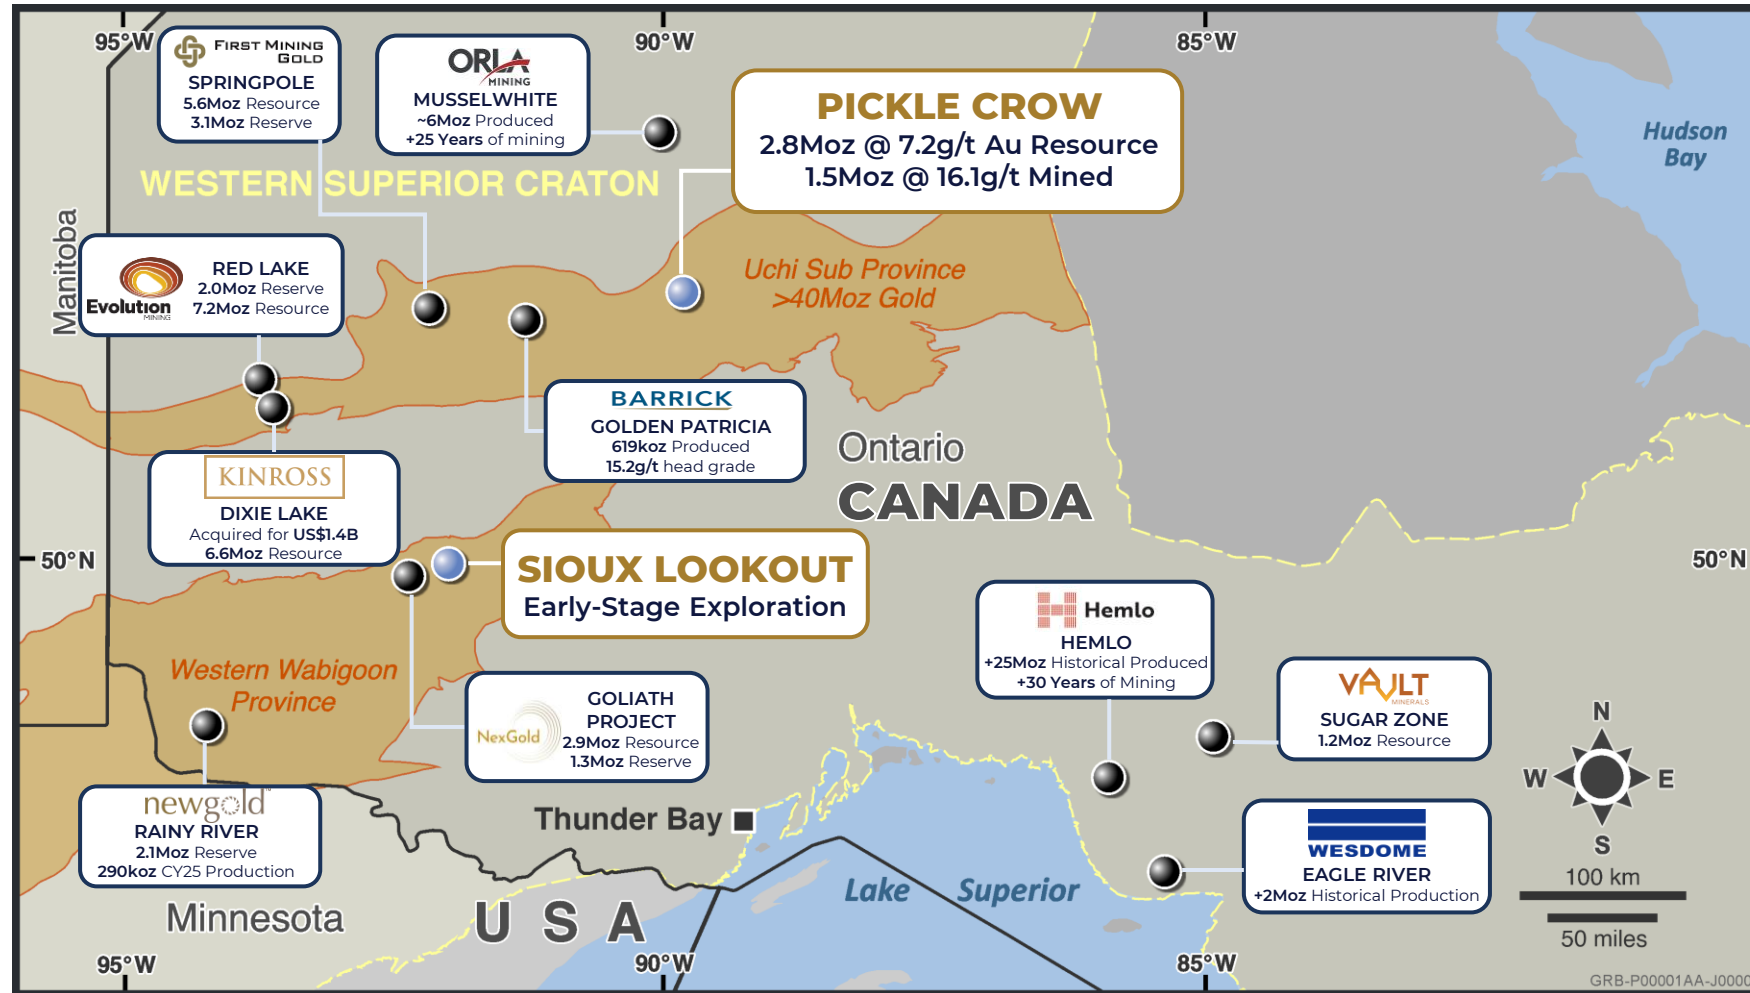 95°W
90°W
85°W
FIRST MINING
GOLD
SPRINGPOLE
5.6Moz Resource
3.1Moz Reserve
ORLA
MINING
MUSSELWHITE
~6Moz Produced
+25 Years of mining
PICKLE CROW
2.8Moz @ 7.2g/t Au Resource
1.5Moz @ 16.1g/t Mined
Hudson
Bay
WESTERN SUPERIOR CRATON
Manitoba
Evolution
MINING
RED LAKE
2.0Moz Reserve
7.2Moz Resource
Uchi Sub Province
>40Moz Gold
BARRICK
GOLDEN PATRICIA
619koz Produced
15.2g/t head grade
Ontario
CANADA
KINROSS
DIXIE LAKE
Acquired for US$1.4B
6.6Moz Resource
50°N
50°N
SIOUX LOOKOUT
Early-Stage Exploration
Hemlo
HEMLO
+25Moz Historical Produced
+30 Years of Mining
Western Wabigoon
Province
NexGold
GOLIATH
PROJECT
2.9Moz Resource
1.3Moz Reserve
VAULT
MINERALS
SUGAR ZONE
1.2Moz Resource
newgold™
RAINY RIVER
2.1Moz Reserve
290koz CY25 Production
Thunder Bay
WESDOME
EAGLE RIVER
+2Moz Historical Production
N
W
E
S
100 km
50 miles
Lake Superior
Minnesota
USA
95°W
90°W
85°W
GRB-P00001AA-J0000